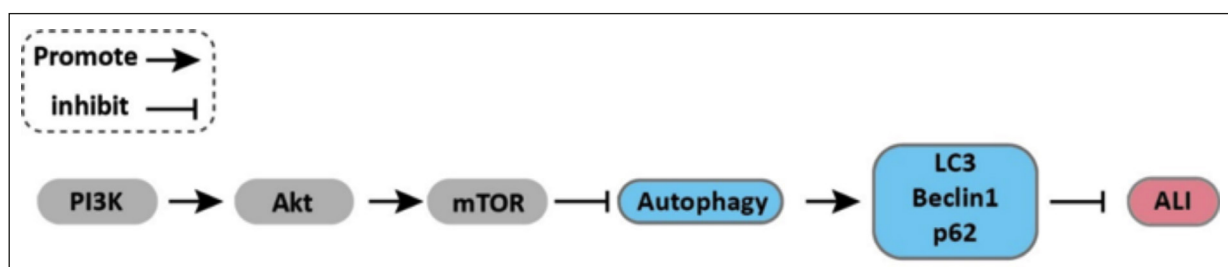 Promote
inhibit
PI3K
Akt
mTOR
Autophagy
LC3
Beclin1
p62
ALI